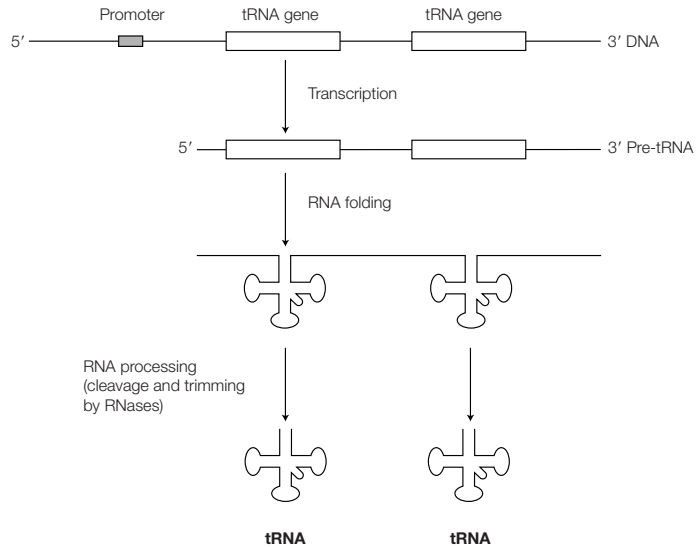 Promoter
tRNA gene
tRNA gene
5′
3′ DNA
Transcription
5′
3′ Pre-tRNA
RNA folding
RNA processing
(cleavage and trimming
by RNases)
tRNA
tRNA